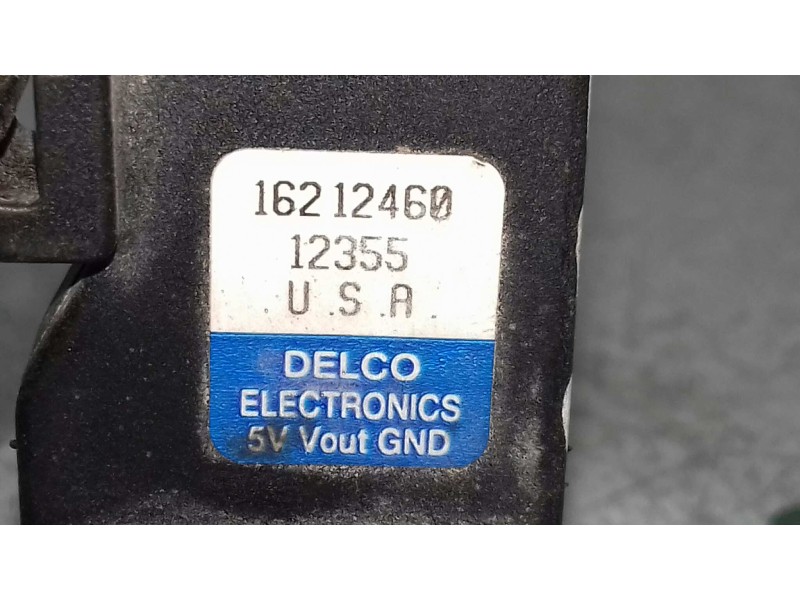 16212460
12355
.U.S.A.
DELCO
ELECTRONICS
5V Vout GND